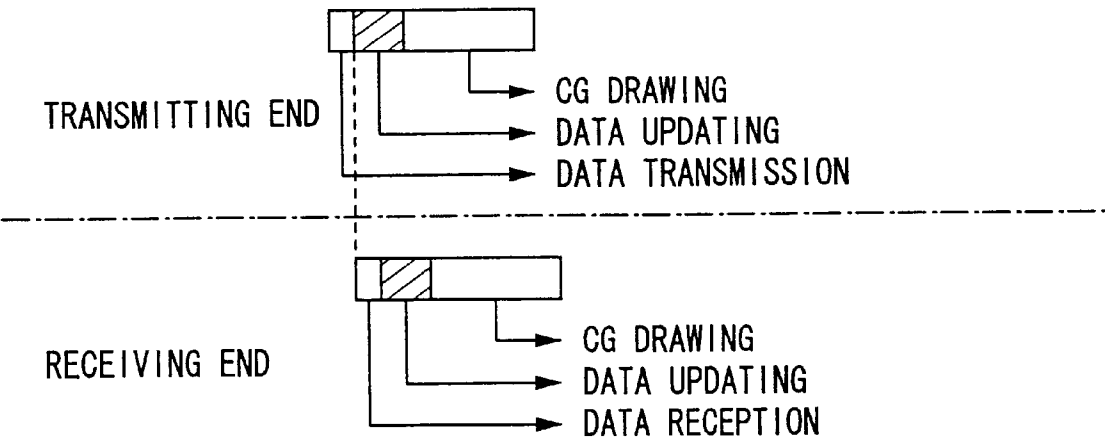 CG DRAWING
TRANSMITTING END
DATA UPDATING
DATA TRANSMISSION
CG DRAWING
RECEIVING END
DATA UPDATING
DATA RECEPTION